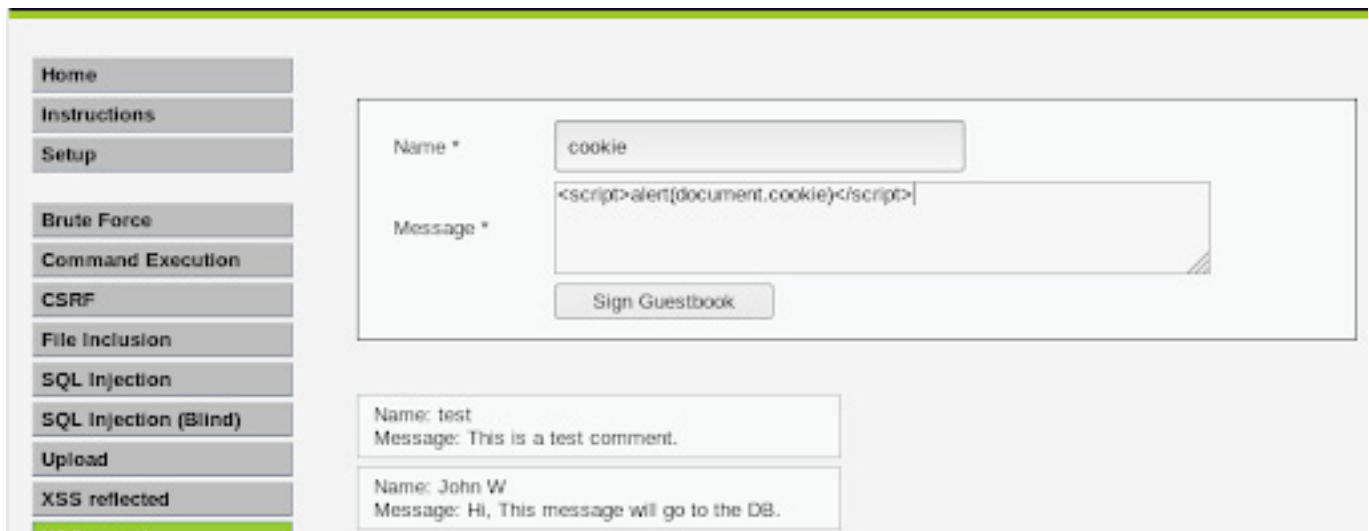 Home
Instructions
Setup
Brute Force
Command Execution
CSRF
File Inclusion
SQL Injection
SQL Injection (Blind)
Upload
XSS reflected
Name * cookie
Message * <script>alert(document.cookie)</script>
Sign Guestbook
Name: test
Message: This is a test comment.
Name: John W
Message: Hi, This message will go to the DB.